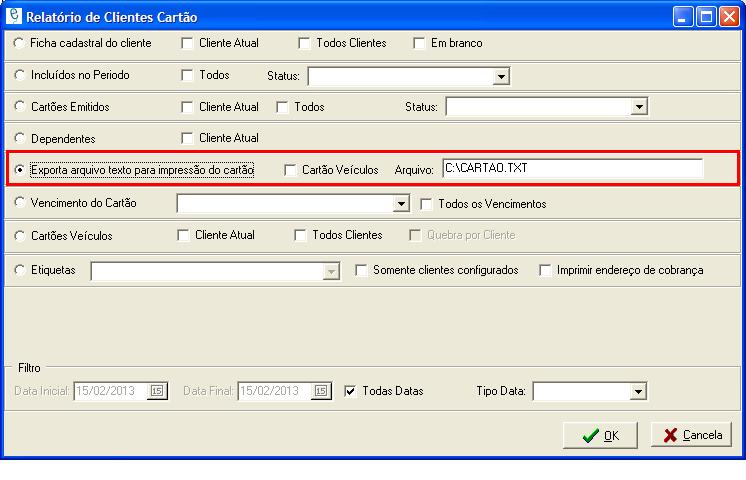 Relatório de Clientes Cartão
Ficha cadastral do cliente Cliente Atual Todos Clientes Em branco
Incluídos no Periodo Todos Status:
Cartões Emitidos Cliente Atual Todos Status:
Dependentes Cliente Atual
Exporta arquivo texto para impressão do cartão Cartão Veículos Arquivo: C:\CARTAO.TXT
Vencimento do Cartão Todos os Vencimentos
Cartões Veículos Cliente Atual Todos Clientes Quebra por Cliente
Etiquetas Somente clientes configurados Imprimir endereço de cobrança
Filtro
Data Inicial: 15/02/2013 15 Data Final: 15/02/2013 15 Todas Datas Tipo Data:
OK Cancela